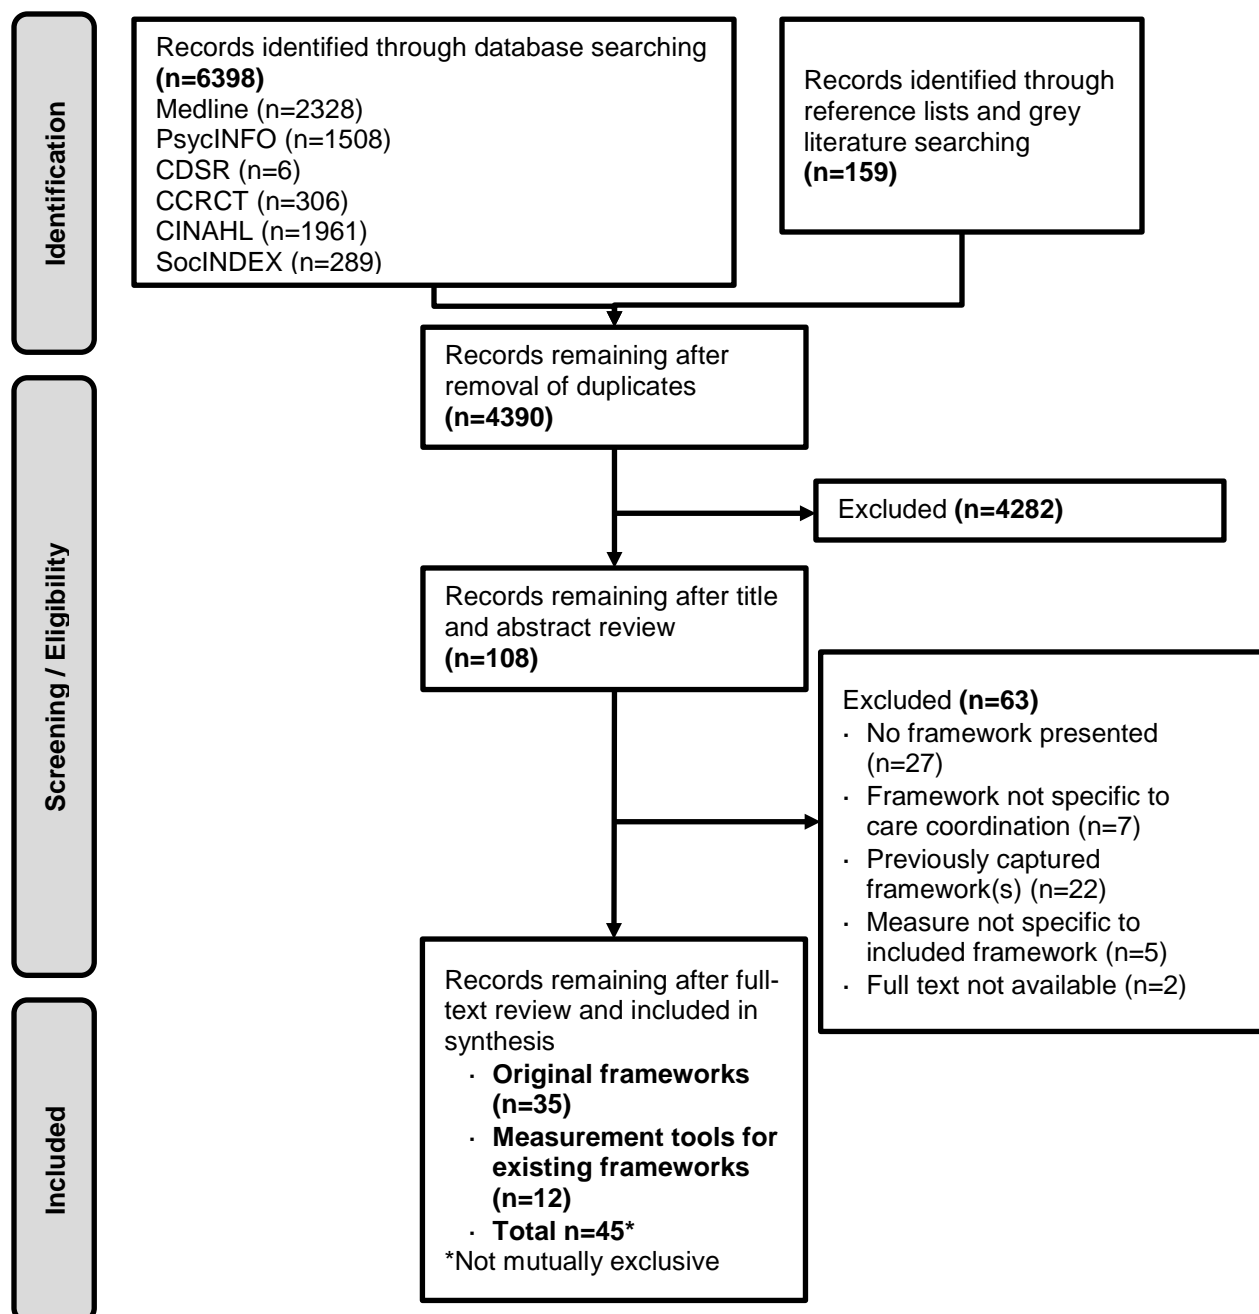 Identification
Records identified through database searching
(n=6398)
Medline (n=2328)
PsycINFO (n=1508)
CDSR (n=6)
CCRCT (n=306)
CINAHL (n=1961)
SocINDEX (n=289)
Records identified through
reference lists and grey
literature searching
(n=159)
Records remaining after
removal of duplicates
(n=4390)
Screening / Eligibility
Excluded (n=4282)
Records remaining after title
and abstract review
(n=108)
Excluded (n=63)
· No framework presented
(n=27)
· Framework not specific to
care coordination (n=7)
· Previously captured
framework(s) (n=22)
· Measure not specific to
included framework (n=5)
· Full text not available (n=2)
Included
Records remaining after full-
text review and included in
synthesis
· Original frameworks
(n=35)
· Measurement tools for
existing frameworks
(n=12)
· Total n=45*
*Not mutually exclusive